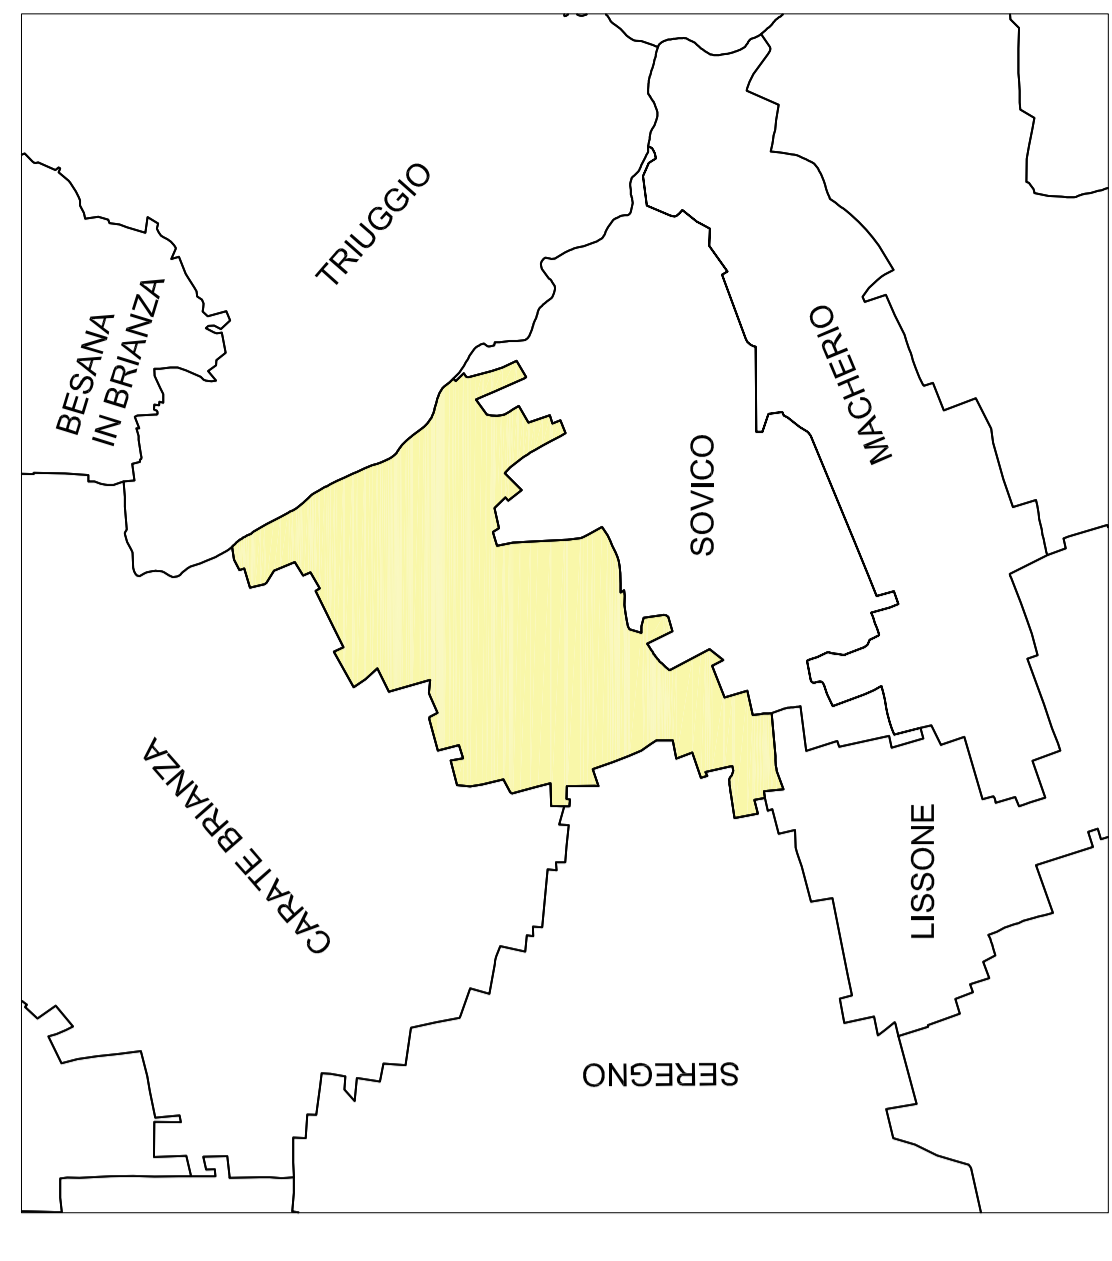 TRIUGGIO
BESANA
IN BRIANZA
MACHERIO
SOVICO
CARATE BRIANZA
LISSONE
SEREGNO